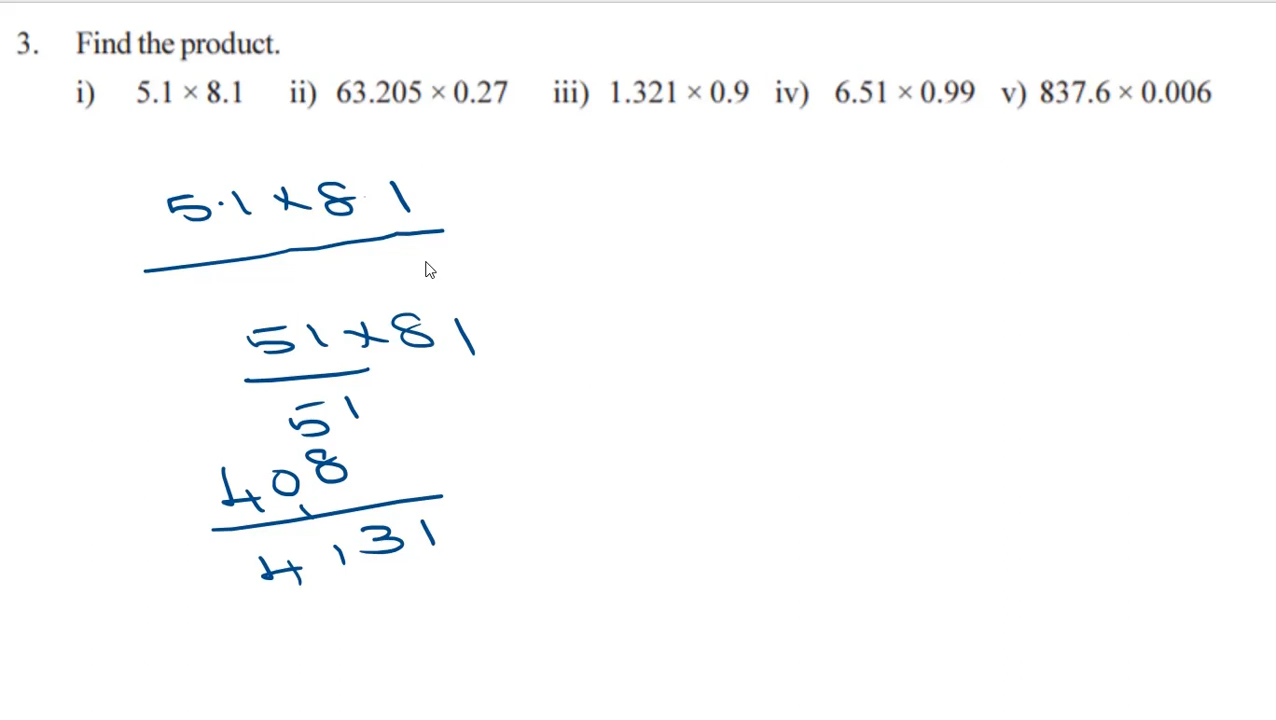 3. Find the product.
i) 5.1 × 8.1 ii) 63.205 × 0.27 iii) 1.321 × 0.9 iv) 6.51 × 0.99 v) 837.6 × 0.006
5.1 × 8 1
51 × 81
51
408
4131